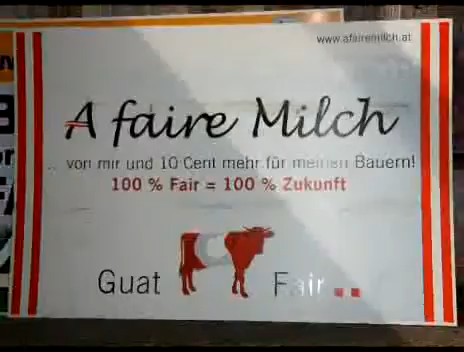 www.afairemilch.at
A faire Milch
... von mir und 10 Cent mehr für meinen Bauern!
100 % Fair = 100 % Zukunft
Guat Fair